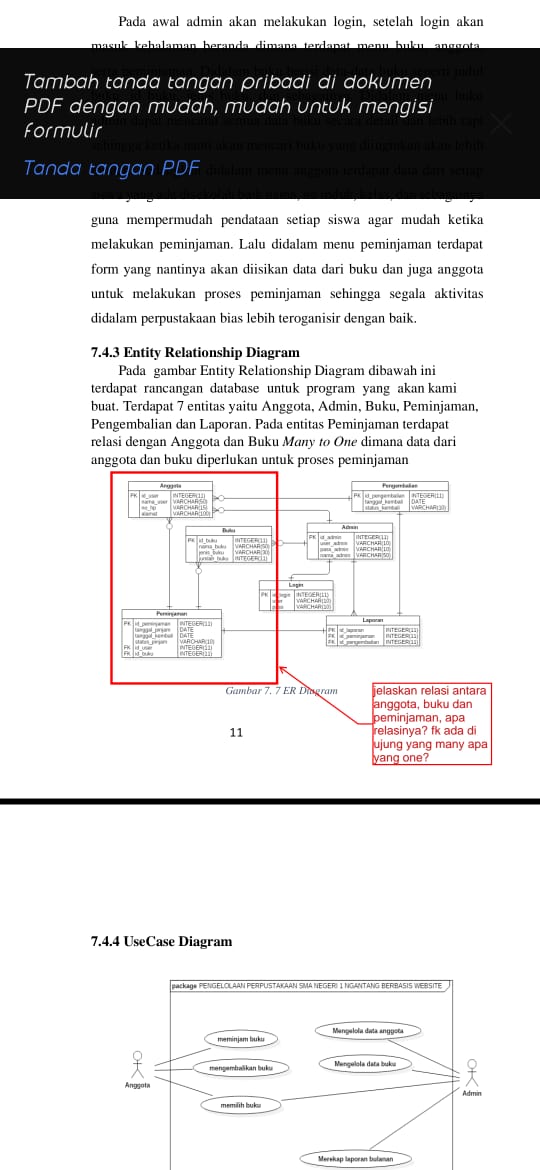 Pada awal admin akan melakukan login, setelah login akan
masuk kehalaman beranda dimana terdapat menu buku, anggota,
Tambah tanda tangan pribadi di dokumen
PDF dengan mudah, mudah untuk mengisi
formulir
Tanda tangan PDF
guna mempermudah pendataan setiap siswa agar mudah ketika
melakukan peminjaman. Lalu didalam menu peminjaman terdapat
form yang nantinya akan diisikan data dari buku dan juga anggota
untuk melakukan proses peminjaman sehingga segala aktivitas
didalam perpustakaan bias lebih teroganisir dengan baik.
7.4.3 Entity Relationship Diagram
Pada gambar Entity Relationship Diagram dibawah ini
terdapat rancangan database untuk program yang akan kami
buat. Terdapat 7 entitas yaitu Anggota, Admin, Buku, Peminjaman,
Pengembalian dan Laporan. Pada entitas Peminjaman terdapat
relasi dengan Anggota dan Buku Many to One dimana data dari
anggota dan buku diperlukan untuk proses peminjaman
Anggota
PK id_user INTEGER(11)
nama_user VARCHAR(50)
no_hp VARCHAR(15)
alamat VARCHAR(100)
Pengembalian
PK id_pengembalian INTEGER(11)
tanggal_kembali DATE
status_kembali VARCHAR(10)
Buku
PK id_buku INTEGER(11)
nama_buku VARCHAR(50)
jenis_buku VARCHAR(30)
jumlah_buku INTEGER(11)
Admin
PK id_admin INTEGER(11)
user_admin VARCHAR(10)
pass_admin VARCHAR(10)
nama_admin VARCHAR(50)
Login
PK id_login INTEGER(11)
user VARCHAR(10)
pass VARCHAR(10)
Peminjaman
PK id_peminjaman INTEGER(11)
tanggal_pinjam DATE
tanggal_kembali DATE
status_pinjam VARCHAR(10)
FK id_user INTEGER(11)
FK id_buku INTEGER(11)
Laporan
PK id_laporan INTEGER(11)
FK id_peminjaman INTEGER(11)
FK id_pengembalian INTEGER(11)
Gambar 7. 7 ER Diagram
jelaskan relasi antara
anggota, buku dan
peminjaman, apa
relasinya? fk ada di
ujung yang many apa
yang one?
11
7.4.4 UseCase Diagram
package PENGELOLAAN PERPUSTAKAAN SMA NEGERI 1 NGANTANG BERBASIS WEBSITE
meminjam buku
Mengelola data anggota
mengembalikan buku
Mengelola data buku
Anggota
Admin
memilih buku
Merekap laporan bulanan